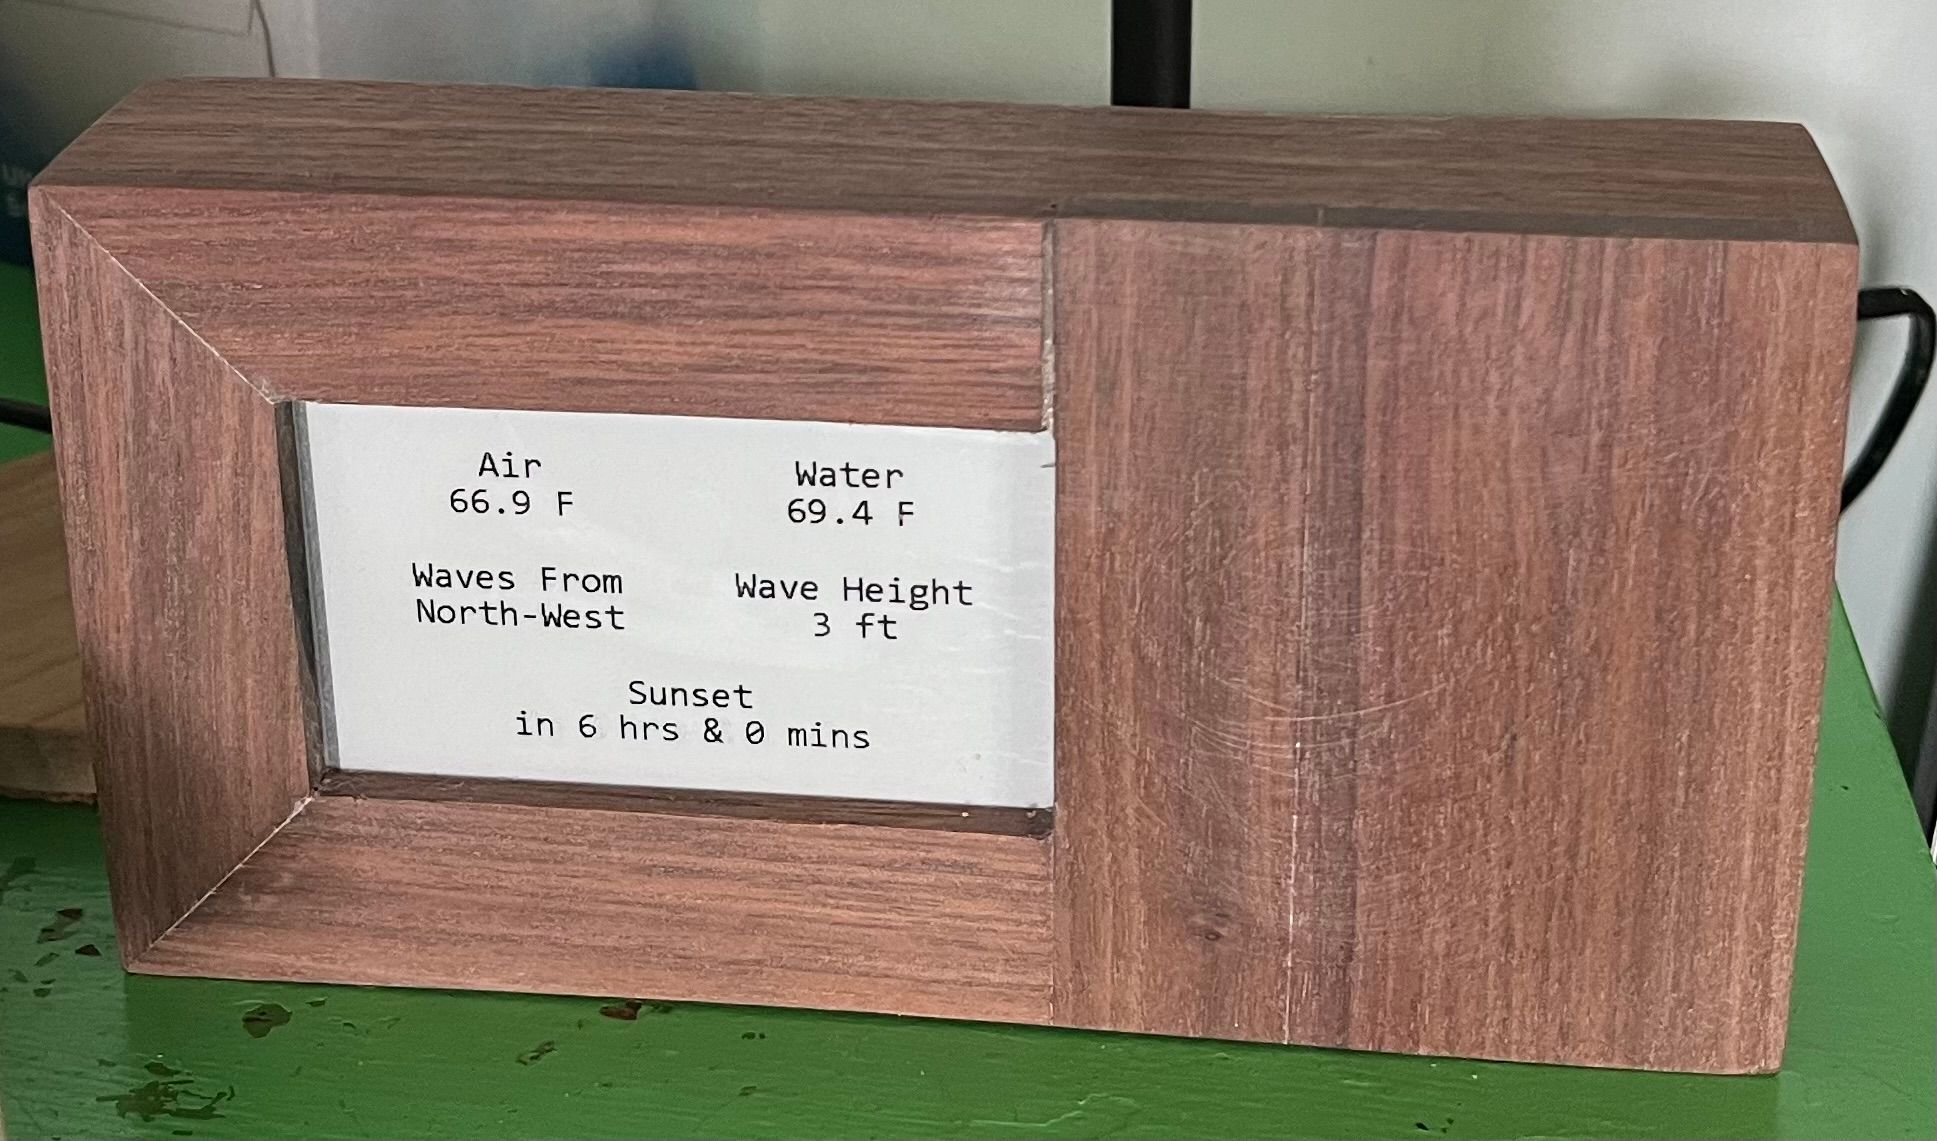 Air
66.9 F
Water
69.4 F
Waves From
North-West
Wave Height
3 ft
Sunset
in 6 hrs & 0 mins